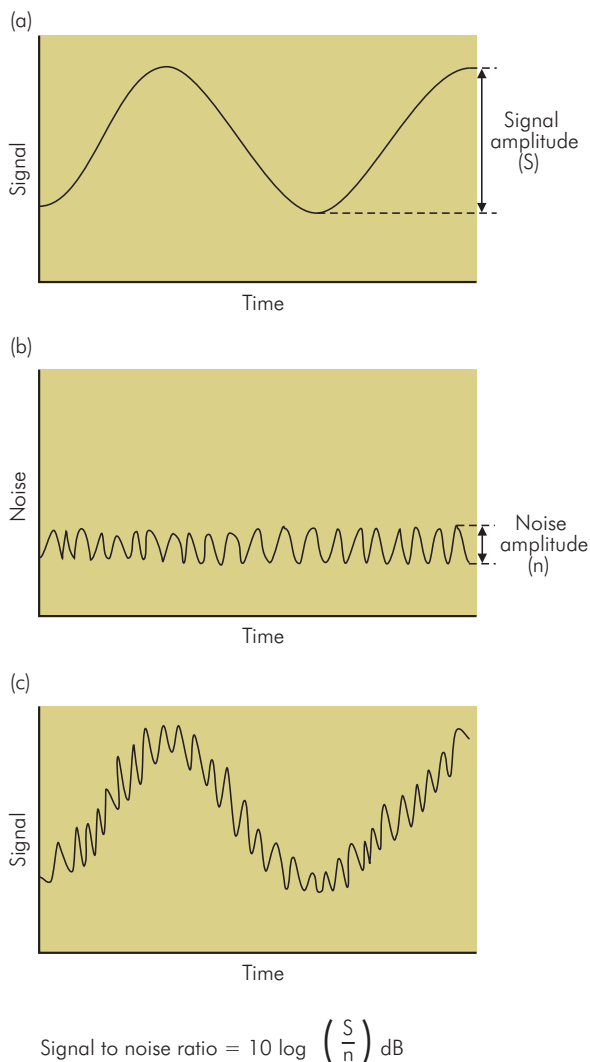 (a)
Signal
Signal
amplitude
(S)
Time
(b)
Noise
Noise
amplitude
(n)
Time
(c)
Signal
Time
Signal to noise ratio = 10 log ( S / n ) dB